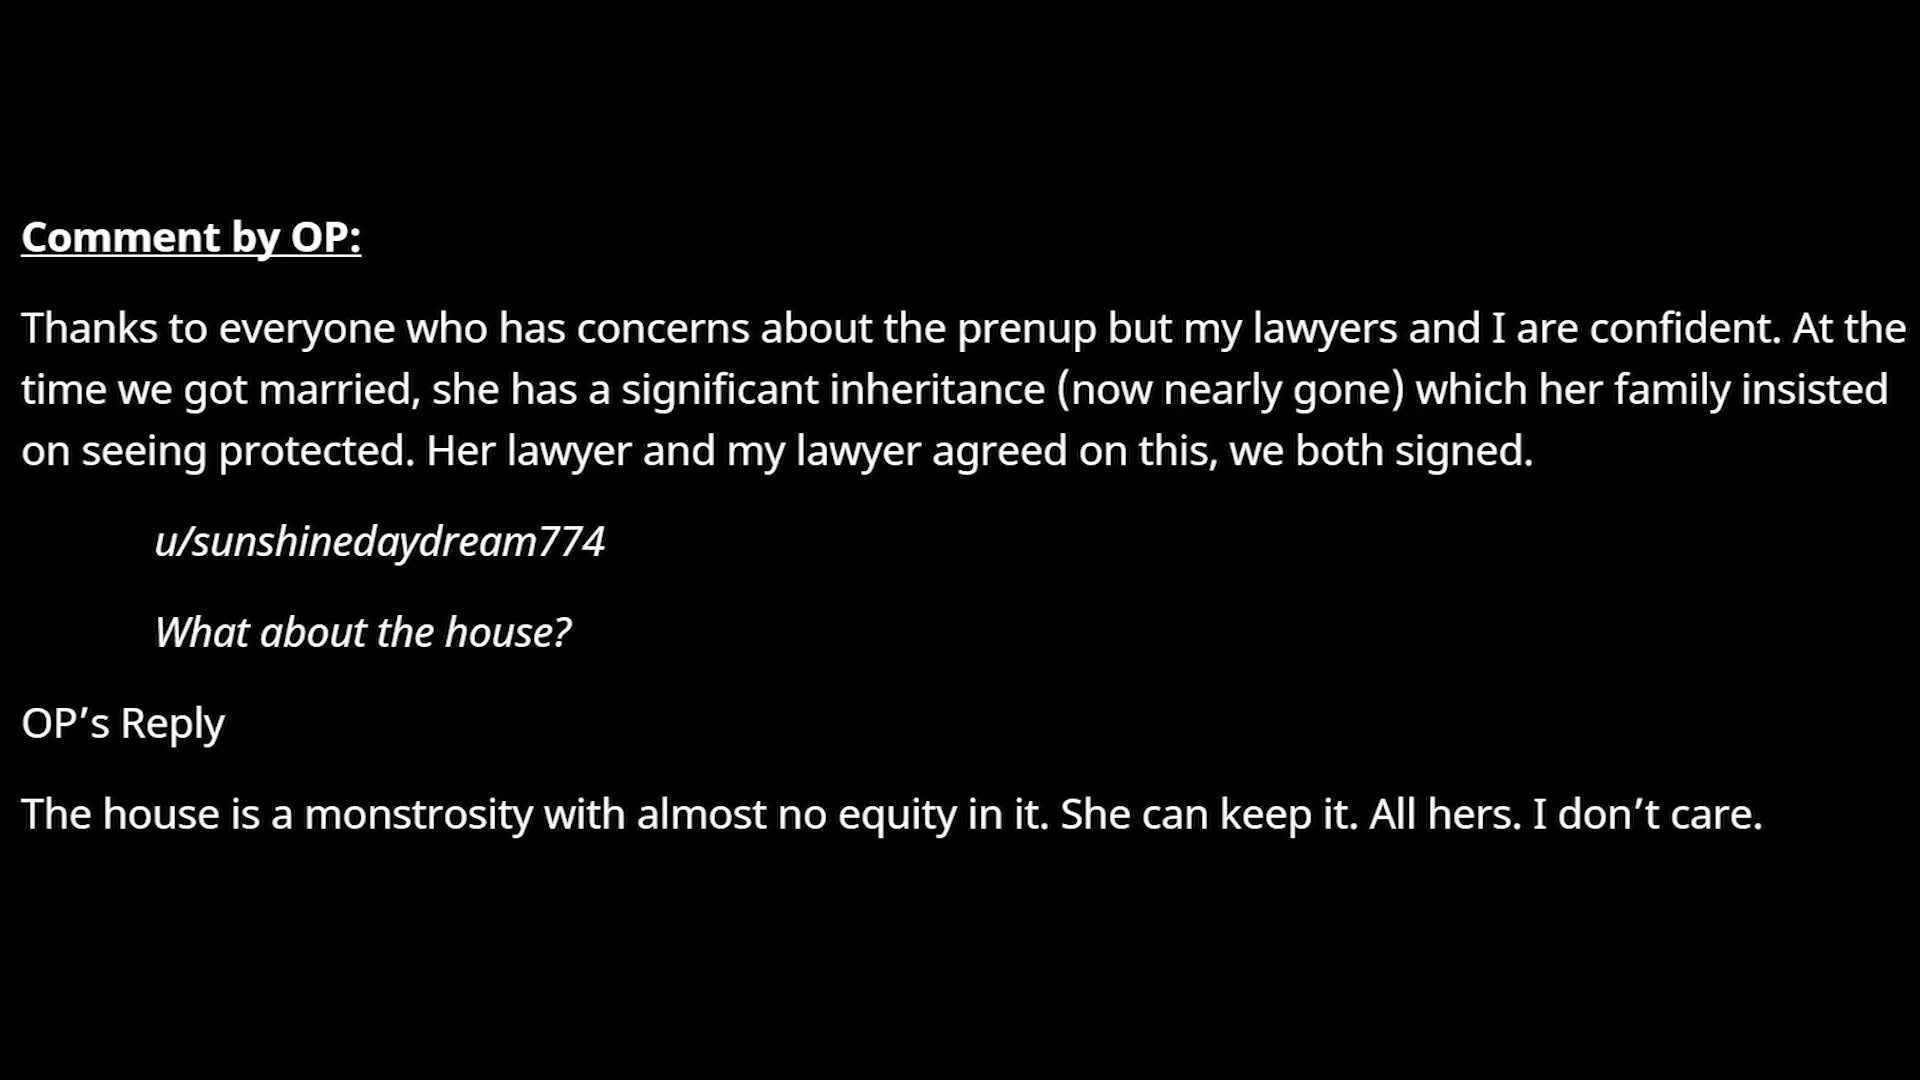 Comment by OP:
Thanks to everyone who has concerns about the prenup but my lawyers and I are confident. At the
time we got married, she has a significant inheritance (now nearly gone) which her family insisted
on seeing protected. Her lawyer and my lawyer agreed on this, we both signed.
u/sunshinedaydream774
What about the house?
OP’s Reply
The house is a monstrosity with almost no equity in it. She can keep it. All hers. I don’t care.